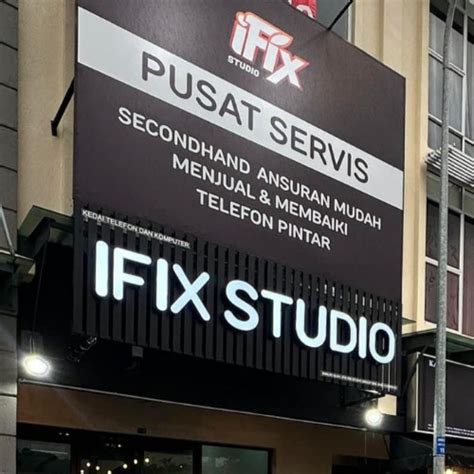 iFix
STUDIO
PUSAT SERVIS
SECONDHAND ANSURAN MUDAH
MENJUAL & MEMBAIKI
TELEFON PINTAR
KEDAI TELEFON DAN KOMPUTER
IFIX STUDIO